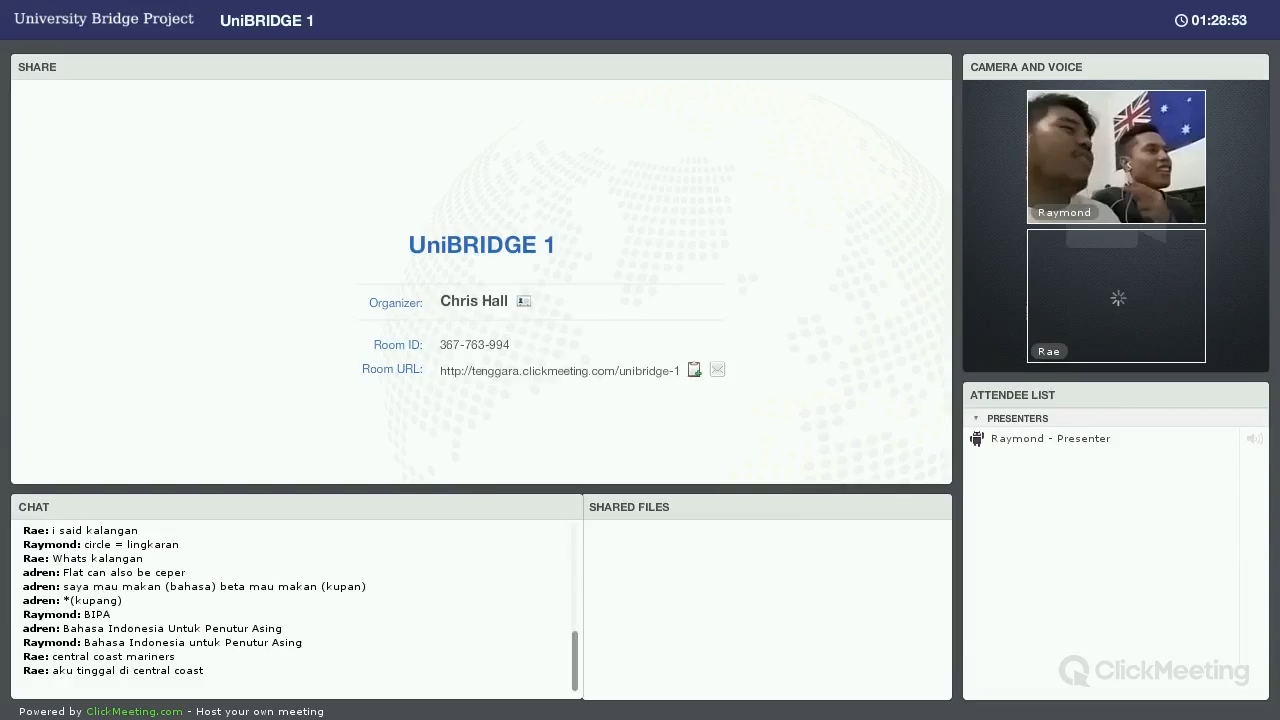 University Bridge Project
UniBRIDGE 1
01:28:53
SHARE
UniBRIDGE 1
Organizer: Chris Hall
Room ID: 367-763-994
Room URL: http://tenggara.clickmeeting.com/unibridge-1
CAMERA AND VOICE
Raymond
Rae
ATTENDEE LIST
PRESENTERS
Raymond - Presenter
CHAT
Rae: i said kalangan
Raymond: circle = lingkaran
Rae: Whats kalangan
adren: Flat can also be ceper
adren: saya mau makan (bahasa) beta mau makan (kupan)
adren: *(kupang)
Raymond: BIPA
adren: Bahasa Indonesia Untuk Penutur Asing
Raymond: Bahasa Indonesia untuk Penutur Asing
Rae: central coast mariners
Rae: aku tinggal di central coast
SHARED FILES
ClickMeeting
Powered by ClickMeeting.com - Host your own meeting